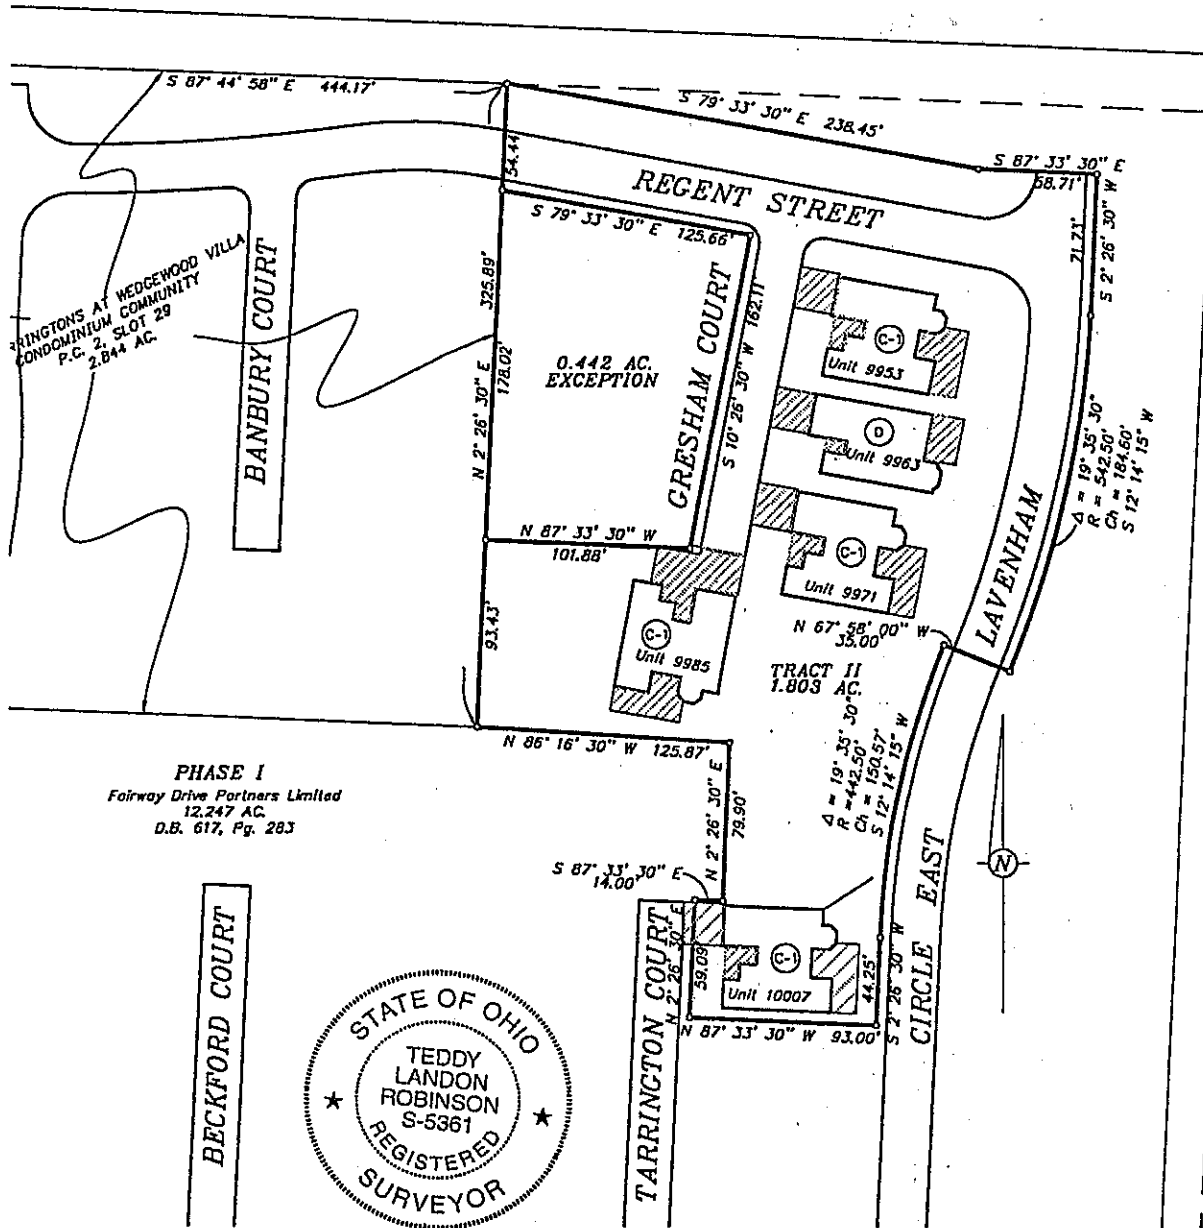 S 87° 44' 58" E 444.17'
S 79° 33' 30" E 238.45'
S 87° 33' 30" E
58.71'
54.44'
REGENT STREET
S 79° 33' 30" E 125.66'
71.73'
S 2° 26' 30" W
RRINGTONS AT WEDGEWOOD VILLA
CONDOMINIUM COMMUNITY
P.C. 2, SLOT 29
2.844 AC.
BANBURY COURT
325.89'
N 2° 26' 30" E
178.02'
0.442 AC.
EXCEPTION
GRESHAM COURT
S 10° 26' 30" W 162.11'
C-1
Unit 9953
D
Unit 9963
C-1
Unit 9971
Δ = 19° 35' 30"
R = 542.50'
Ch = 184.60'
S 12° 14' 15" W
LAVENHAM
N 87° 33' 30" W
101.88'
93.43'
C-1
Unit 9985
N 67° 58' 00" W
35.00'
TRACT II
1.803 AC.
N 86° 16' 30" W 125.87'
Δ = 19° 35' 30"
R =442.50'
Ch = 150.57'
S 12° 14' 15" W
PHASE I
Fairway Drive Partners Limited
12.247 AC.
D.B. 617, Pg. 283
N 2° 26' 30" E
79.90'
S 87° 33' 30" E
14.00'
N
CIRCLE EAST
BECKFORD COURT
TARRINGTON COURT
N 2° 26' 30" E
59.09'
C-1
Unit 10007
44.25'
S 2° 26' 30" W
N 87° 33' 30" W 93.00'
STATE OF OHIO
TEDDY
LANDON
ROBINSON
S-5361
REGISTERED
SURVEYOR